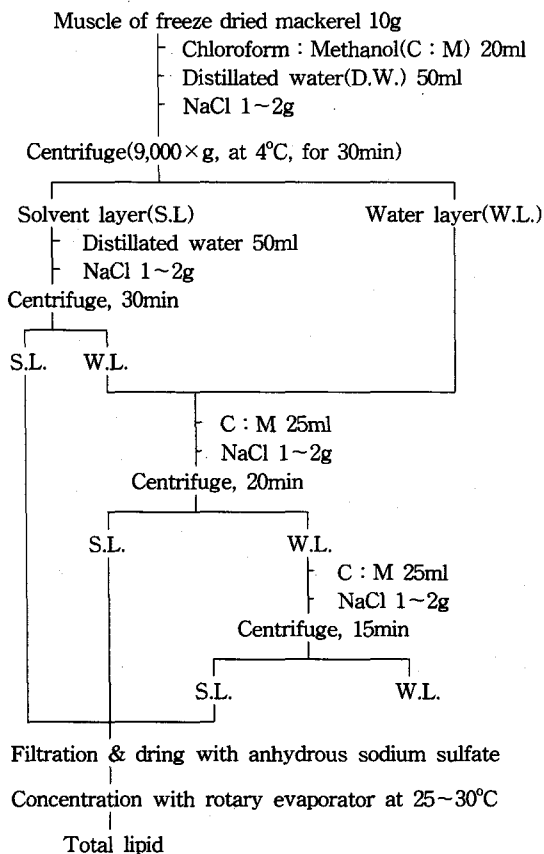 Muscle of freeze dried mackerel 10g
Chloroform : Methanol(C : M) 20ml
Distillated water(D.W.) 50ml
NaCl 1~2g
Centrifuge(9,000×g, at 4°C, for 30min)
Solvent layer(S.L) Water layer(W.L.)
Distillated water 50ml
NaCl 1~2g
Centrifuge, 30min
S.L. W.L.
C : M 25ml
NaCl 1~2g
Centrifuge, 20min
S.L. W.L.
C : M 25ml
NaCl 1~2g
Centrifuge, 15min
S.L. W.L.
Filtration & dring with anhydrous sodium sulfate
Concentration with rotary evaporator at 25~30°C
Total lipid